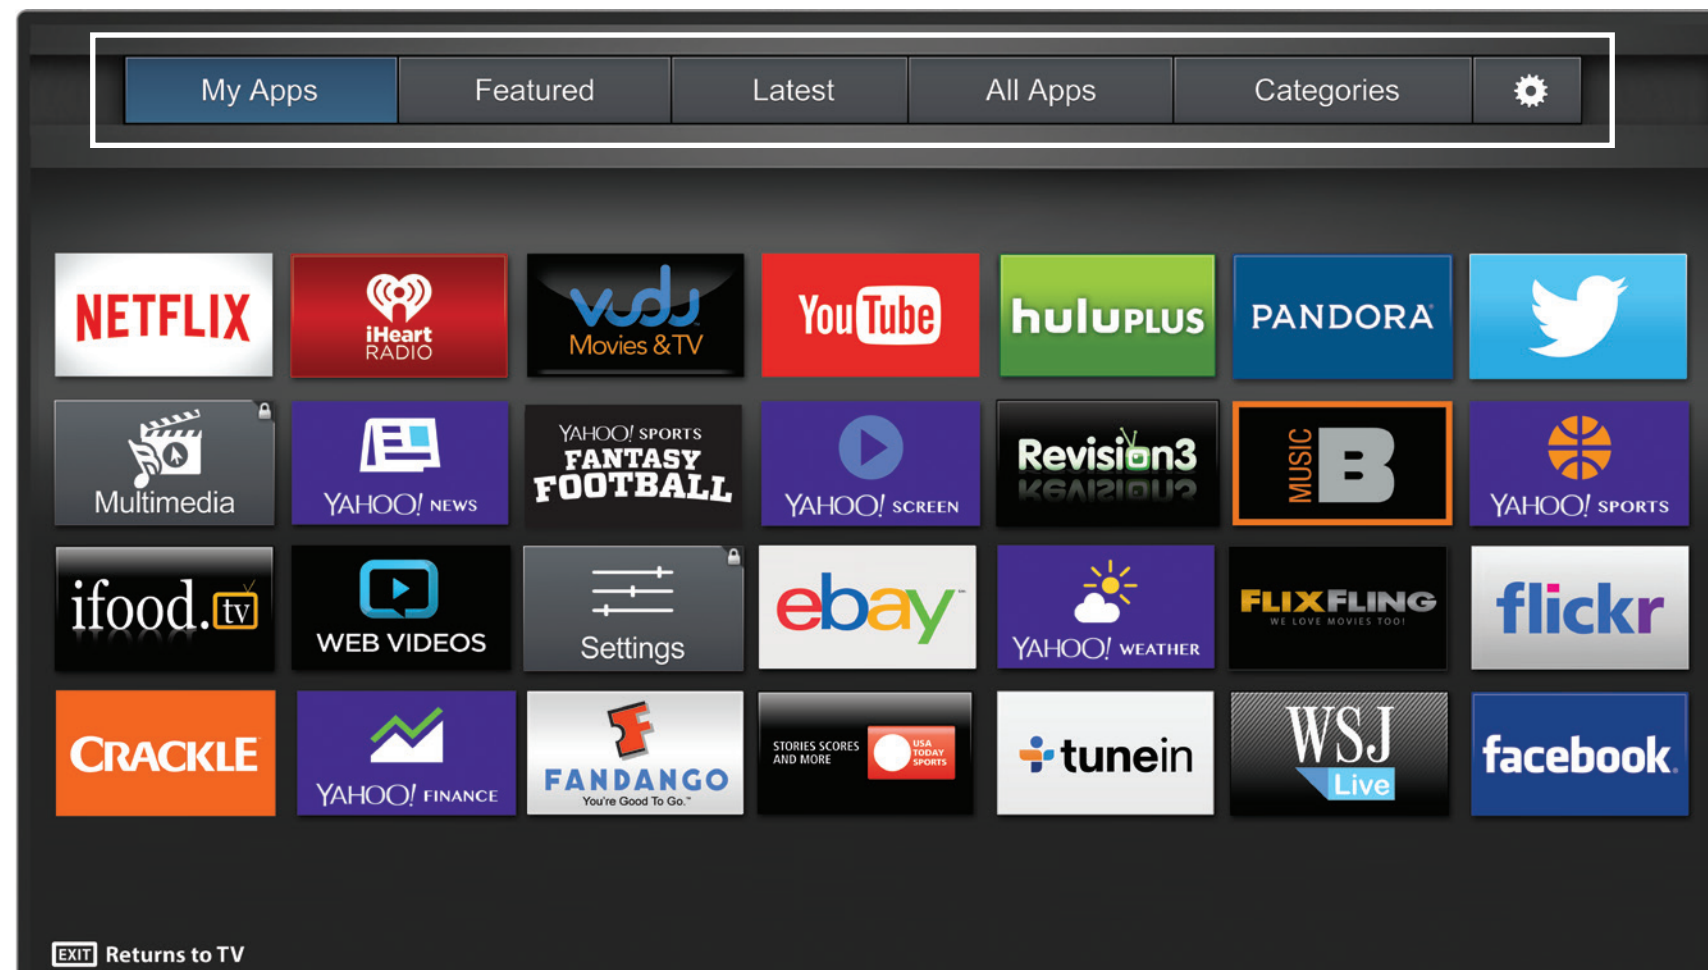 My Apps Featured Latest All Apps Categories
NETFLIX
iHeart
RADIO
vudu
Movies & TV
YouTube
huluPLUS
PANDORA
Multimedia
YAHOO! NEWS
YAHOO! SPORTS
FANTASY
FOOTBALL
YAHOO! SCREEN
Revision3
MUSIC B
YAHOO! SPORTS
ifood.tv
WEB VIDEOS
Settings
ebay
YAHOO! WEATHER
FLIXFLING
WE LOVE MOVIES TOO!
flickr
CRACKLE
YAHOO! FINANCE
FANDANGO
You're Good To Go.™
STORIES SCORES
AND MORE
USA
TODAY
SPORTS
tunein
WSJ
Live
facebook
EXIT Returns to TV